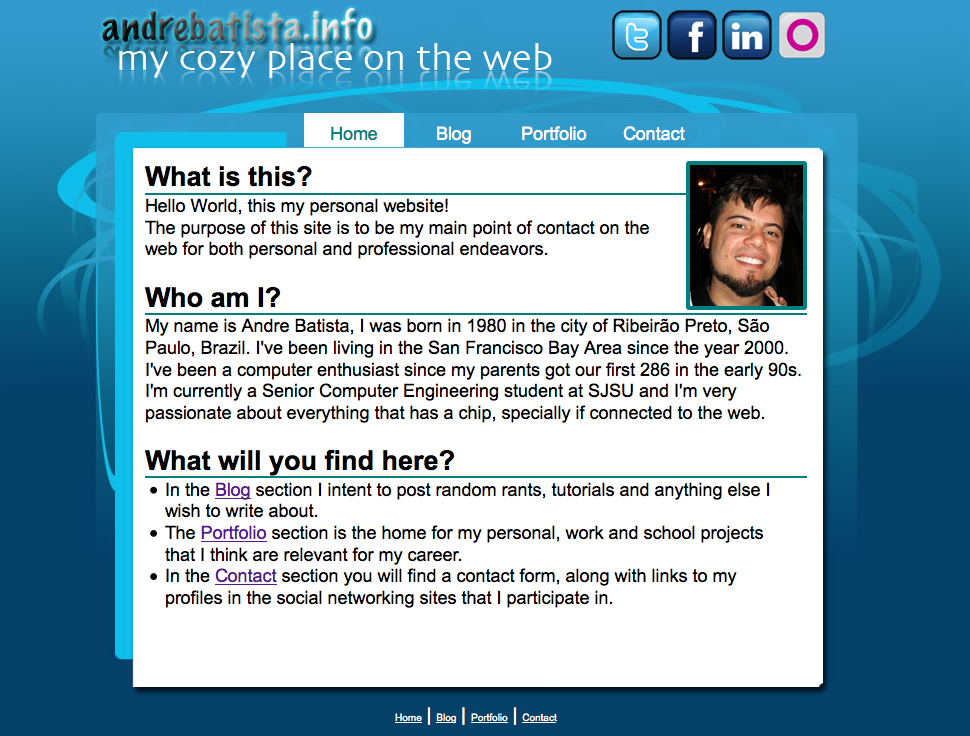 andrebatista.info
my cozy place on the web
Home Blog Portfolio Contact
What is this?
Hello World, this my personal website!
The purpose of this site is to be my main point of contact on the
web for both personal and professional endeavors.
Who am I?
My name is Andre Batista, I was born in 1980 in the city of Ribeirão Preto, São
Paulo, Brazil. I've been living in the San Francisco Bay Area since the year 2000.
I've been a computer enthusiast since my parents got our first 286 in the early 90s.
I'm currently a Senior Computer Engineering student at SJSU and I'm very
passionate about everything that has a chip, specially if connected to the web.
What will you find here?
In the Blog section I intent to post random rants, tutorials and anything else I
wish to write about.
The Portfolio section is the home for my personal, work and school projects
that I think are relevant for my career.
In the Contact section you will find a contact form, along with links to my
profiles in the social networking sites that I participate in.
Home | Blog | Portfolio | Contact